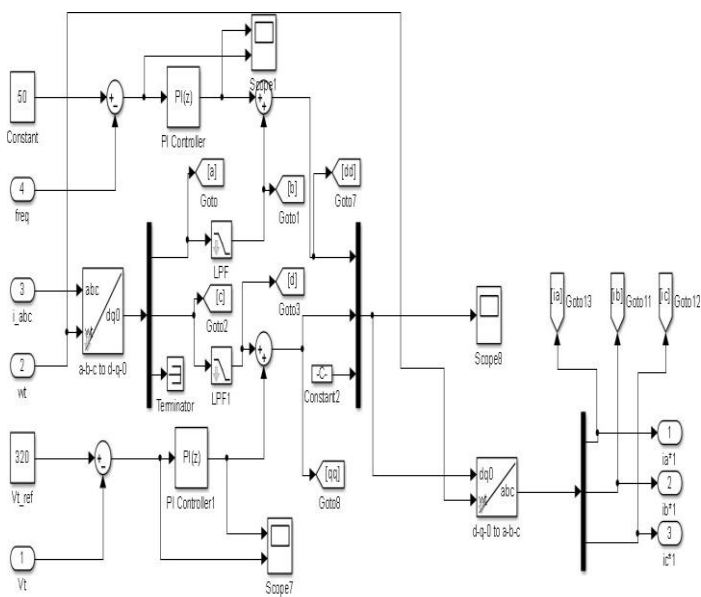 50
Constant
PI(z)
PI Controller
Scope1
+
-
+
+
4
freq
[a]
Goto
[b]
Goto1
[dd]
Goto7
LPF
3
i_abc
abc
dq0
wt
a-b-c to d-q-0
2
wt
[c]
Goto2
[d]
Goto3
Terminator
LPF1
+
+
-C-
Constant2
Scope8
[ia]
Goto13
[ib]
Goto11
[ic]
Goto12
320
Vt_ref
+
-
PI(z)
PI Controller1
[qq]
Goto8
dq0
abc
wt
d-q-0 to a-b-c
1
ia*1
2
ib*1
3
ic*1
1
Vt
Scope7